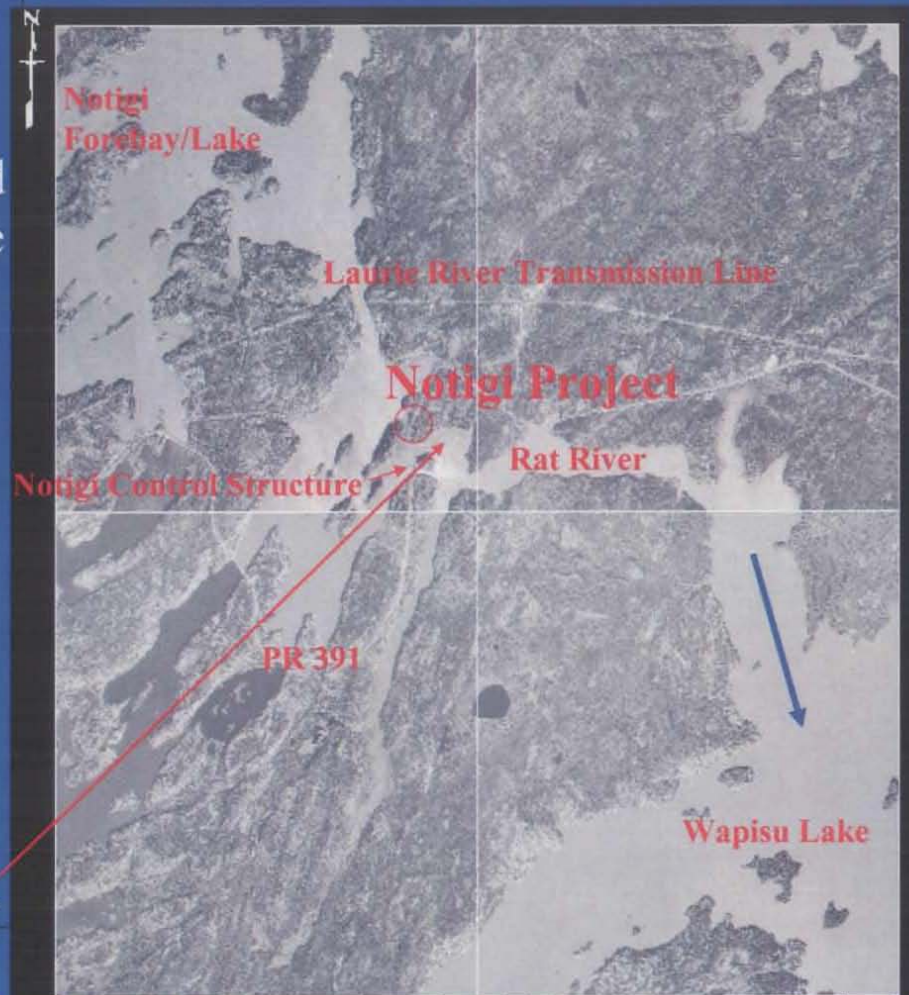 N
Notigi
Forebay/Lake
Laurie River Transmission Line
Notigi Project
Rat River
Notigi Control Structure
PR 391
Wapisu Lake